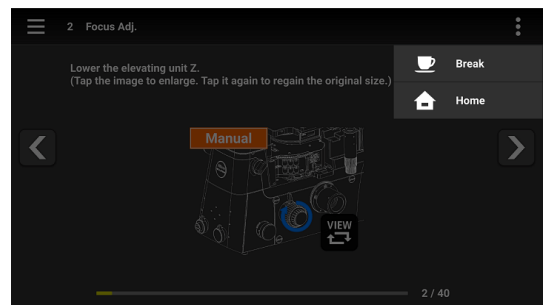 2 Focus Adj.
Lower the elevating unit Z.
(Tap the image to enlarge. Tap it again to regain the original size.)
Break
Home
Manual
VIEW
2 / 40